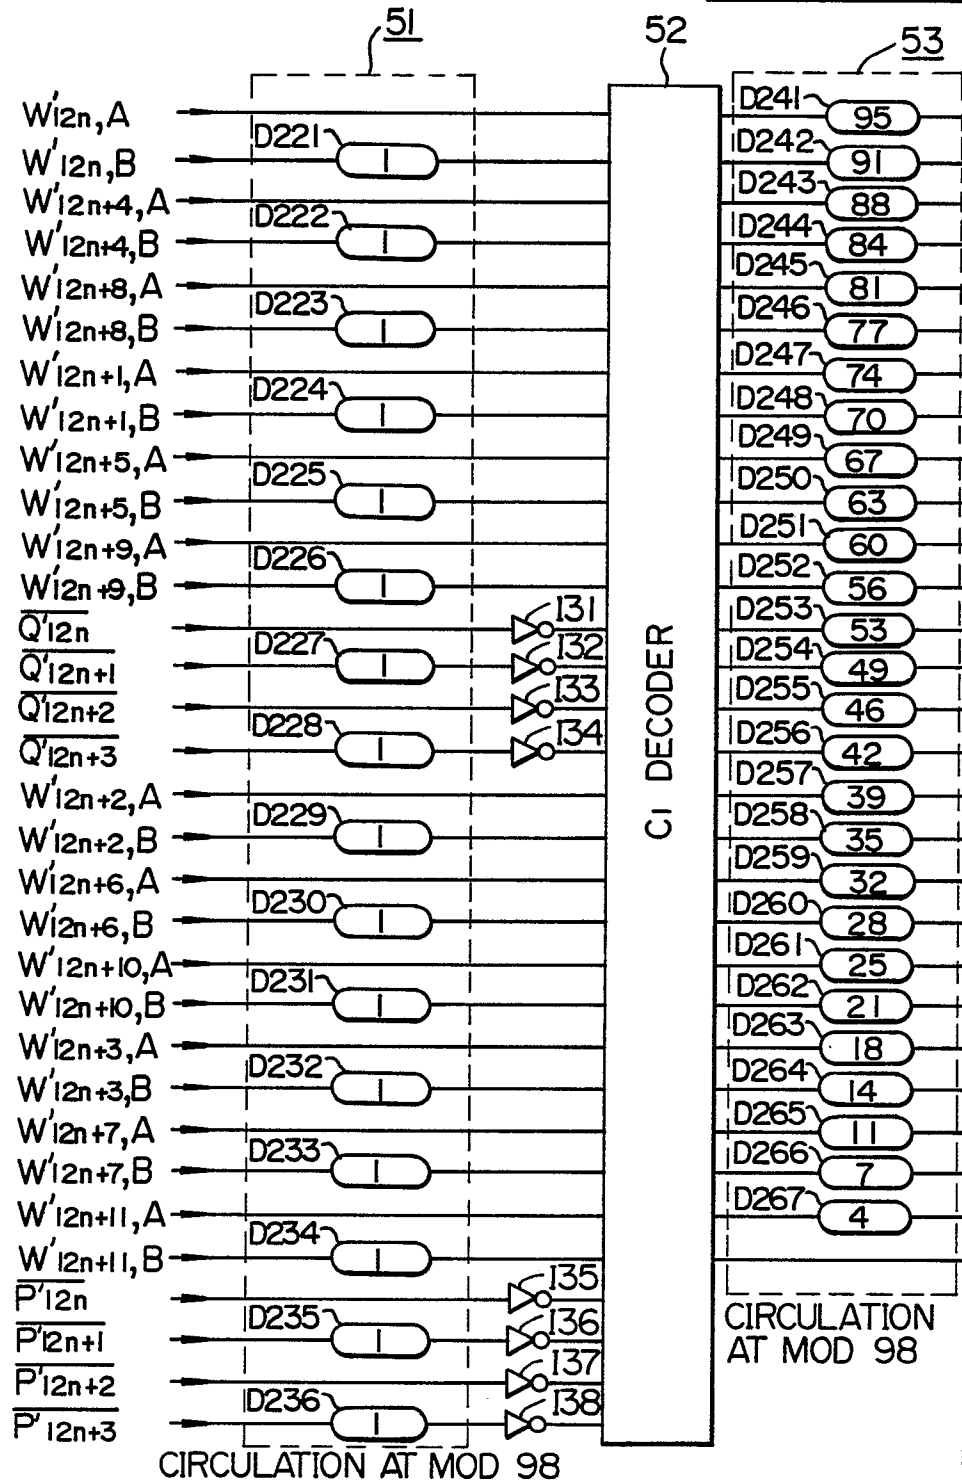 51
52
53
W'12n,A
D241 95
D221 1
W'12n,B
D242 91
W'12n+4,A
D243 88
D222 1
W'12n+4,B
D244 84
W'12n+8,A
D245 81
D223 1
W'12n+8,B
D246 77
W'12n+1,A
D247 74
D224 1
W'12n+1,B
D248 70
W'12n+5,A
D249 67
D225 1
W'12n+5,B
D250 63
W'12n+9,A
D251 60
D226 1
W'12n+9,B
D252 56
Q'12n
I31
D253 53
D227 1
Q'12n+1
I32
D254 49
Q'12n+2
I33
D255 46
D228 1
Q'12n+3
I34
D256 42
C1 DECODER
W'12n+2,A
D257 39
D229 1
W'12n+2,B
D258 35
W'12n+6,A
D259 32
D230 1
W'12n+6,B
D260 28
W'12n+10,A
D261 25
D231 1
W'12n+10,B
D262 21
W'12n+3,A
D263 18
D232 1
W'12n+3,B
D264 14
W'12n+7,A
D265 11
D233 1
W'12n+7,B
D266 7
W'12n+11,A
D267 4
D234 1
W'12n+11,B
P'12n
I35
D235 1
P'12n+1
I36
P'12n+2
I37
D236 1
P'12n+3
I38
CIRCULATION
AT MOD 98
CIRCULATION AT MOD 98